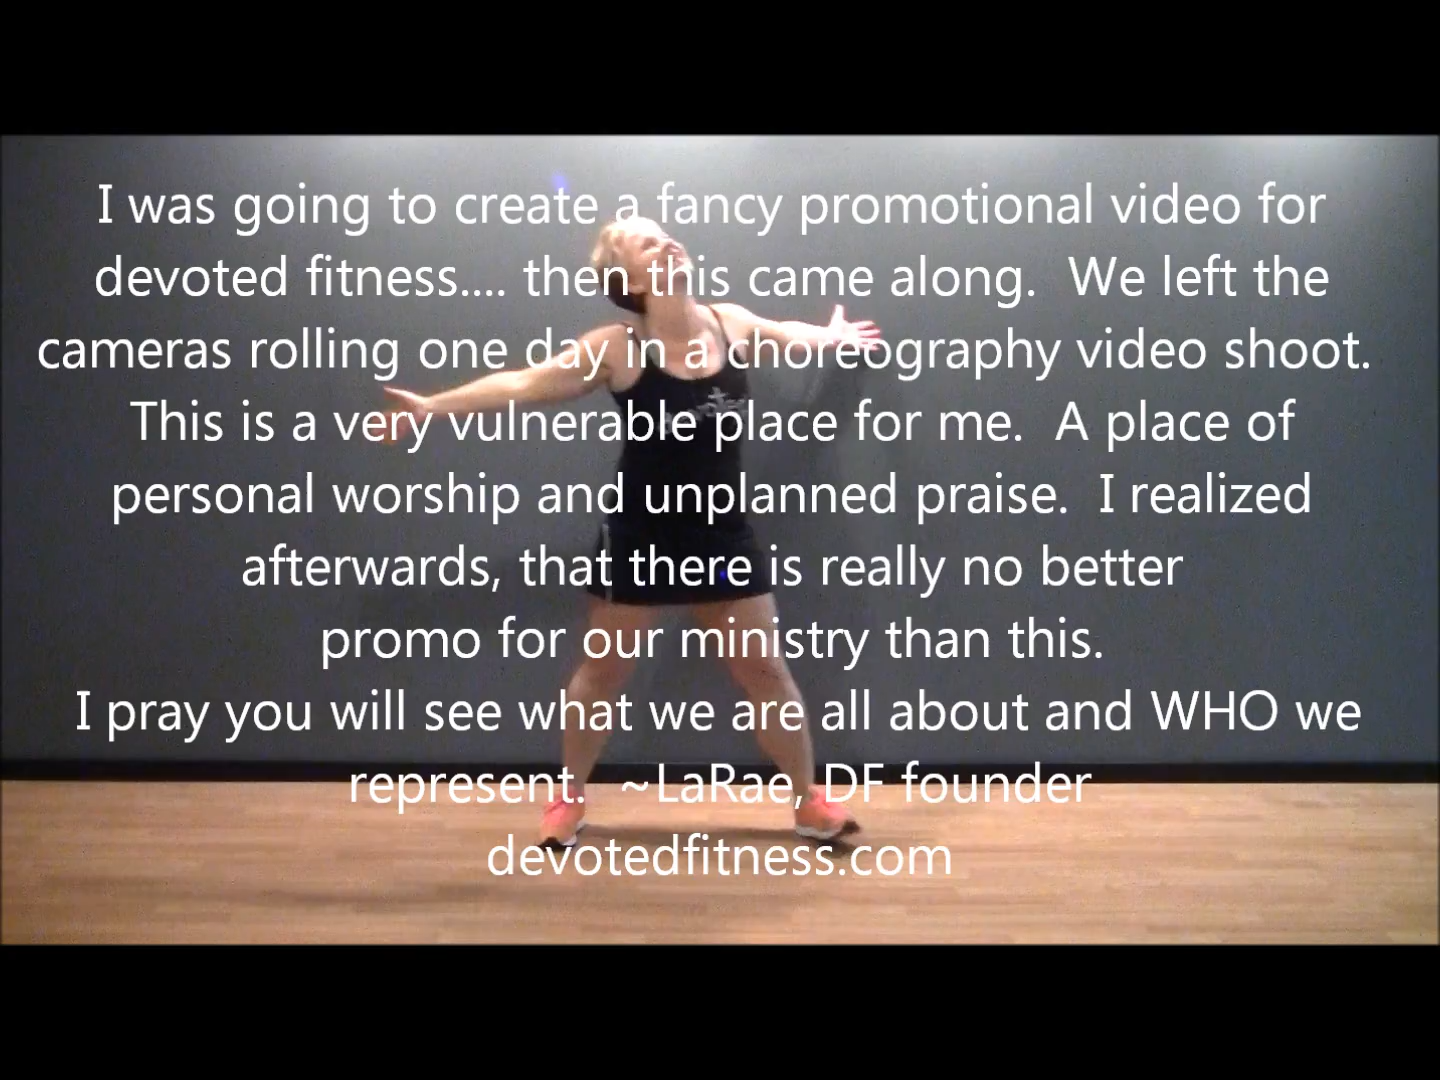 I was going to create a fancy promotional video for
devoted fitness.... then this came along.  We left the
cameras rolling one day in a choreography video shoot.
This is a very vulnerable place for me.  A place of
personal worship and unplanned praise.  I realized
afterwards, that there is really no better
promo for our ministry than this.
I pray you will see what we are all about and WHO we
represent.  ~LaRae, DF founder
devotedfitness.com